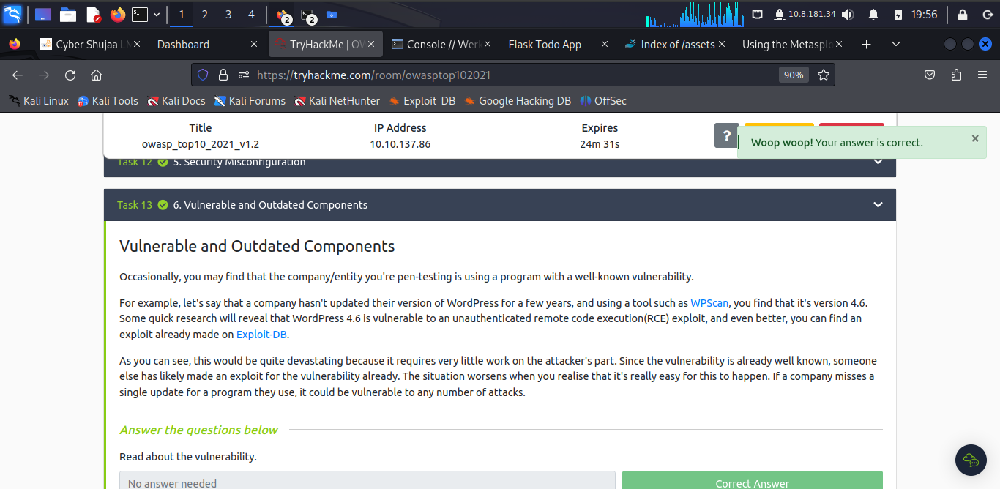 1 2 3 4 2 2 10.8.181.34 19:56
Cyber Shujaa LM Dashboard TryHackMe | OW Console // Werk Flask Todo App Index of /assets Using the Metasplo
https://tryhackme.com/room/owasptop102021 90%
Kali Linux Kali Tools Kali Docs Kali Forums Kali NetHunter Exploit-DB Google Hacking DB OffSec
Title IP Address Expires
owasp_top10_2021_v1.2 10.10.137.86 24m 31s
?
Woop woop! Your answer is correct. ×
Task 12 5. Security Misconfiguration
Task 13 6. Vulnerable and Outdated Components
Vulnerable and Outdated Components
Occasionally, you may find that the company/entity you're pen-testing is using a program with a well-known vulnerability.
For example, let's say that a company hasn't updated their version of WordPress for a few years, and using a tool such as WPScan, you find that it's version 4.6.
Some quick research will reveal that WordPress 4.6 is vulnerable to an unauthenticated remote code execution(RCE) exploit, and even better, you can find an
exploit already made on Exploit-DB.
As you can see, this would be quite devastating because it requires very little work on the attacker's part. Since the vulnerability is already well known, someone
else has likely made an exploit for the vulnerability already. The situation worsens when you realise that it's really easy for this to happen. If a company misses a
single update for a program they use, it could be vulnerable to any number of attacks.
Answer the questions below
Read about the vulnerability.
No answer needed Correct Answer